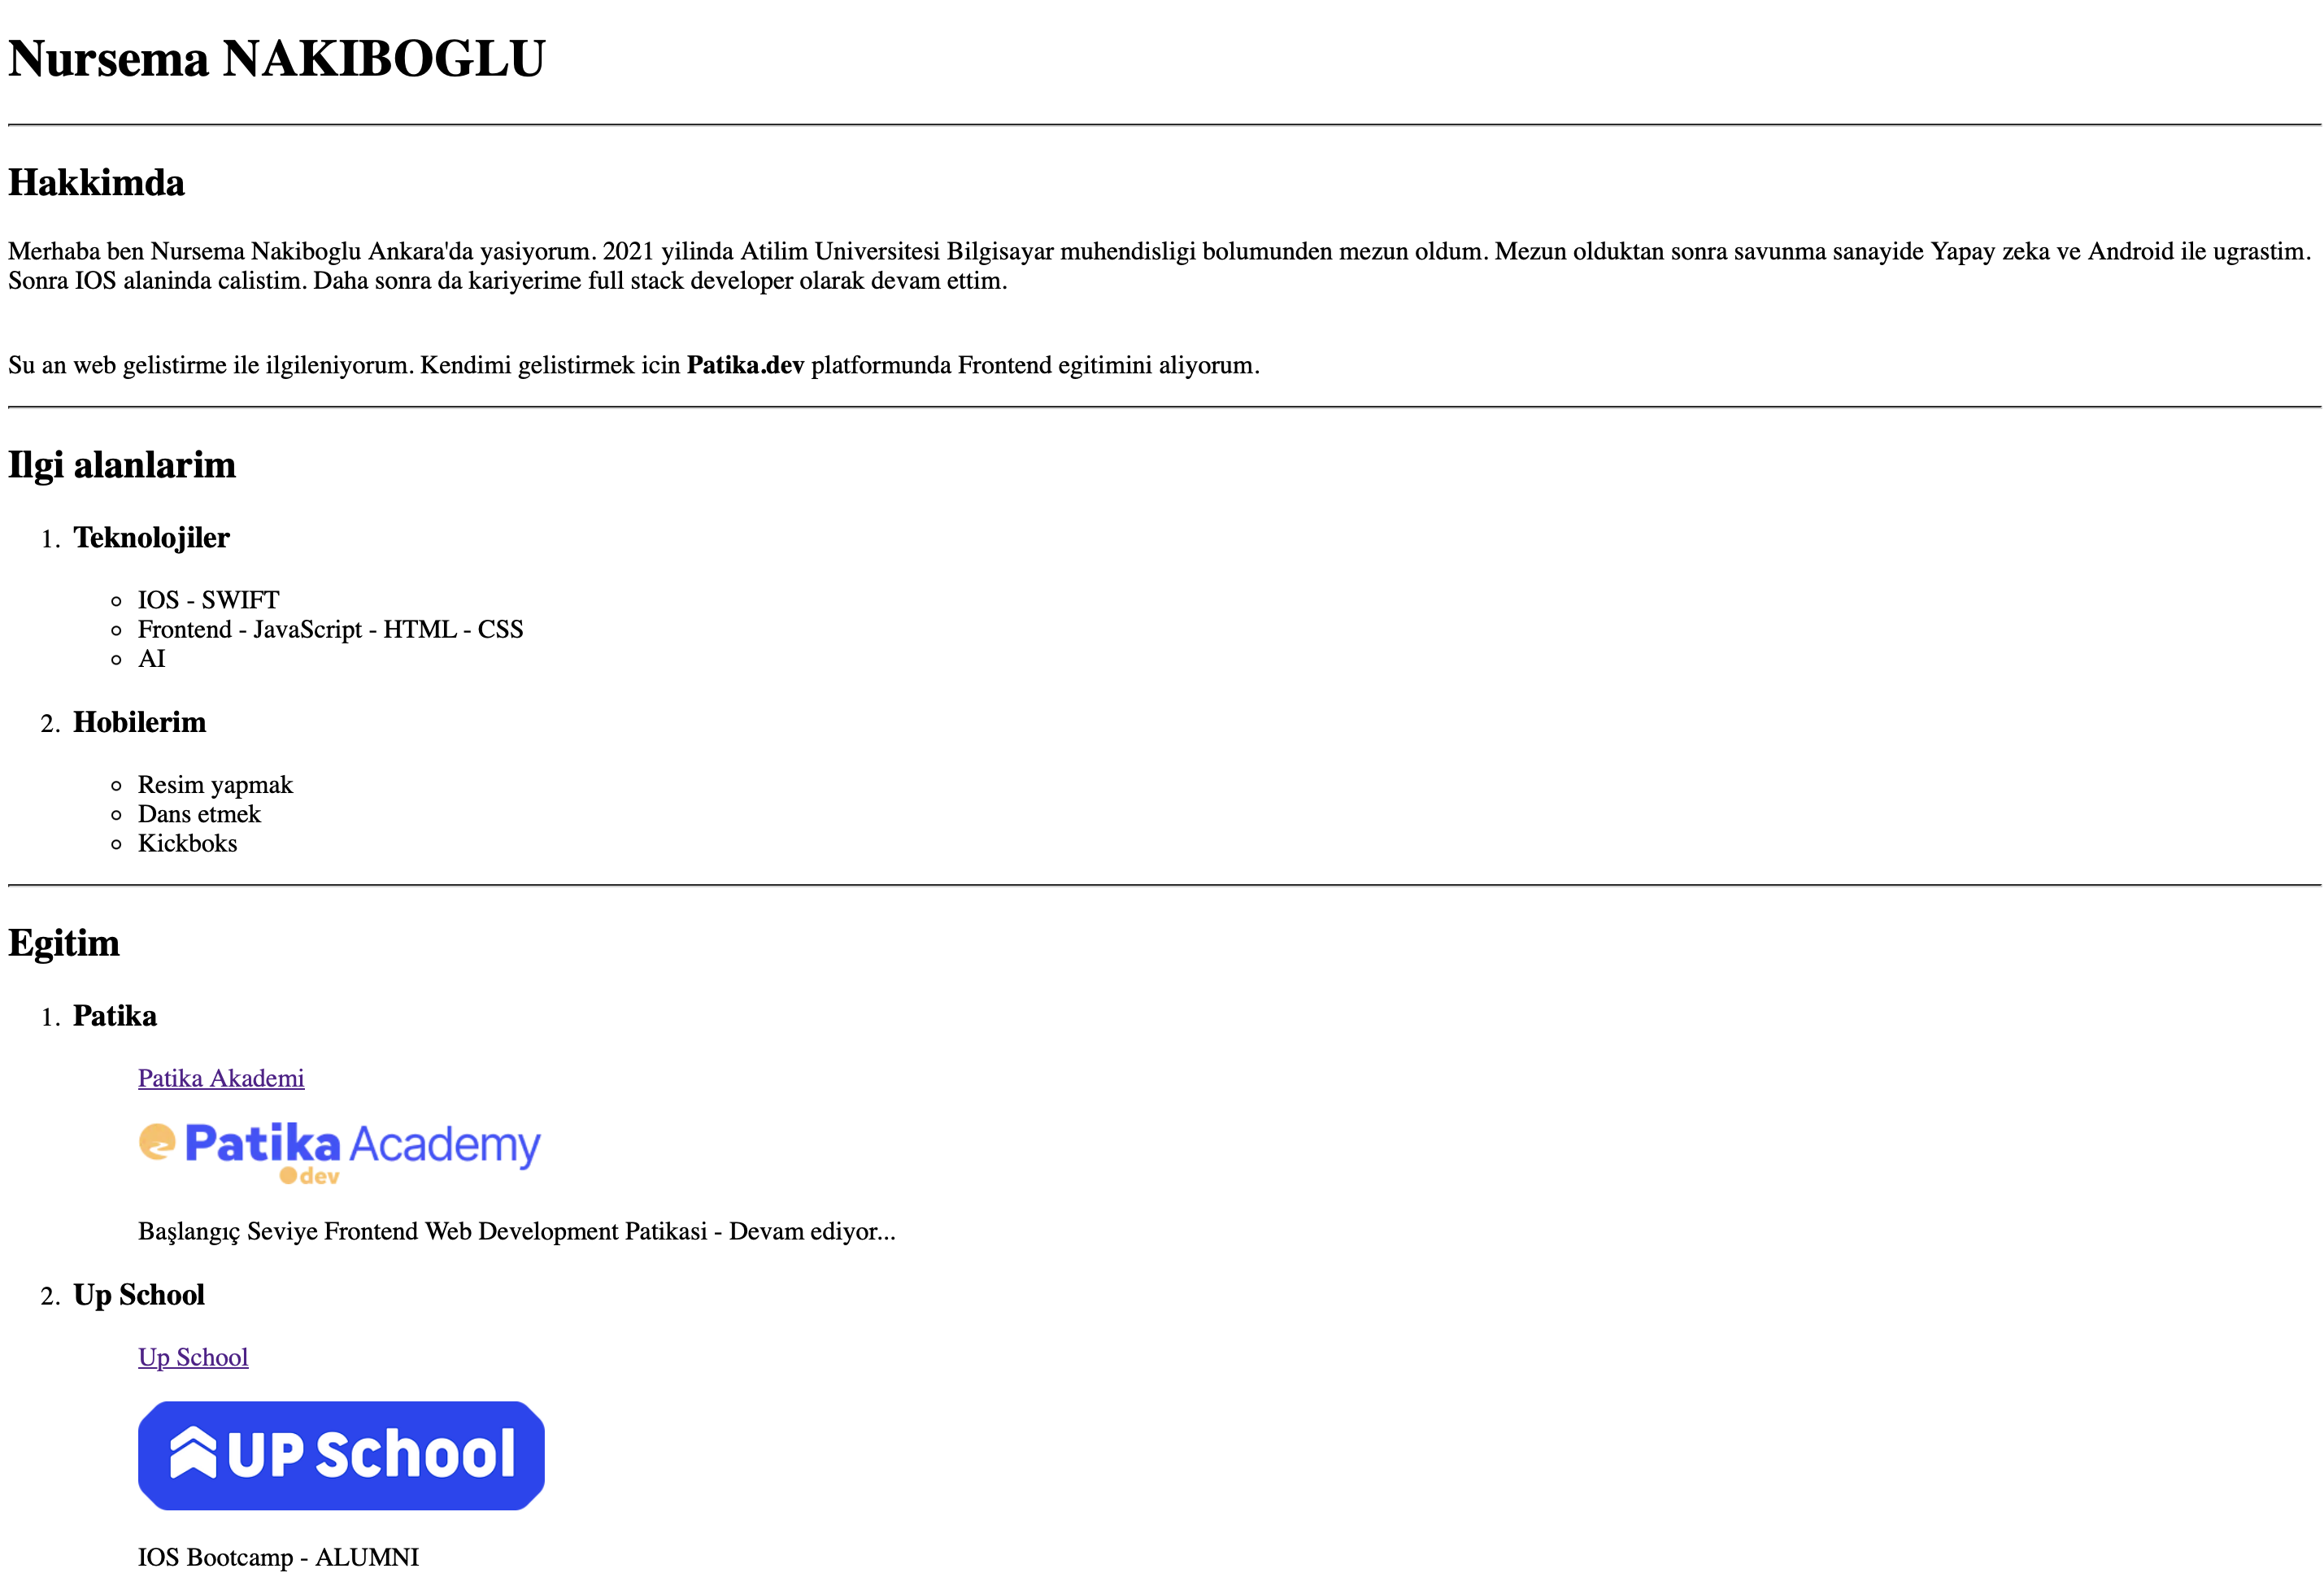 Nursema NAKIBOGLU
Hakkimda
Merhaba ben Nursema Nakiboglu Ankara'da yasiyorum. 2021 yilinda Atilim Universitesi Bilgisayar muhendisligi bolumunden mezun oldum. Mezun olduktan sonra savunma sanayide Yapay zeka ve Android ile ugrastim.
Sonra IOS alaninda calistim. Daha sonra da kariyerime full stack developer olarak devam ettim.
Su an web gelistirme ile ilgileniyorum. Kendimi gelistirmek icin Patika.dev platformunda Frontend egitimini aliyorum.
Ilgi alanlarim
1. Teknolojiler
IOS - SWIFT
Frontend - JavaScript - HTML - CSS
AI
2. Hobilerim
Resim yapmak
Dans etmek
Kickboks
Egitim
1. Patika
Patika Akademi
Patika Academy
dev
Başlangıç Seviye Frontend Web Development Patikasi - Devam ediyor...
2. Up School
Up School
UP School
IOS Bootcamp - ALUMNI